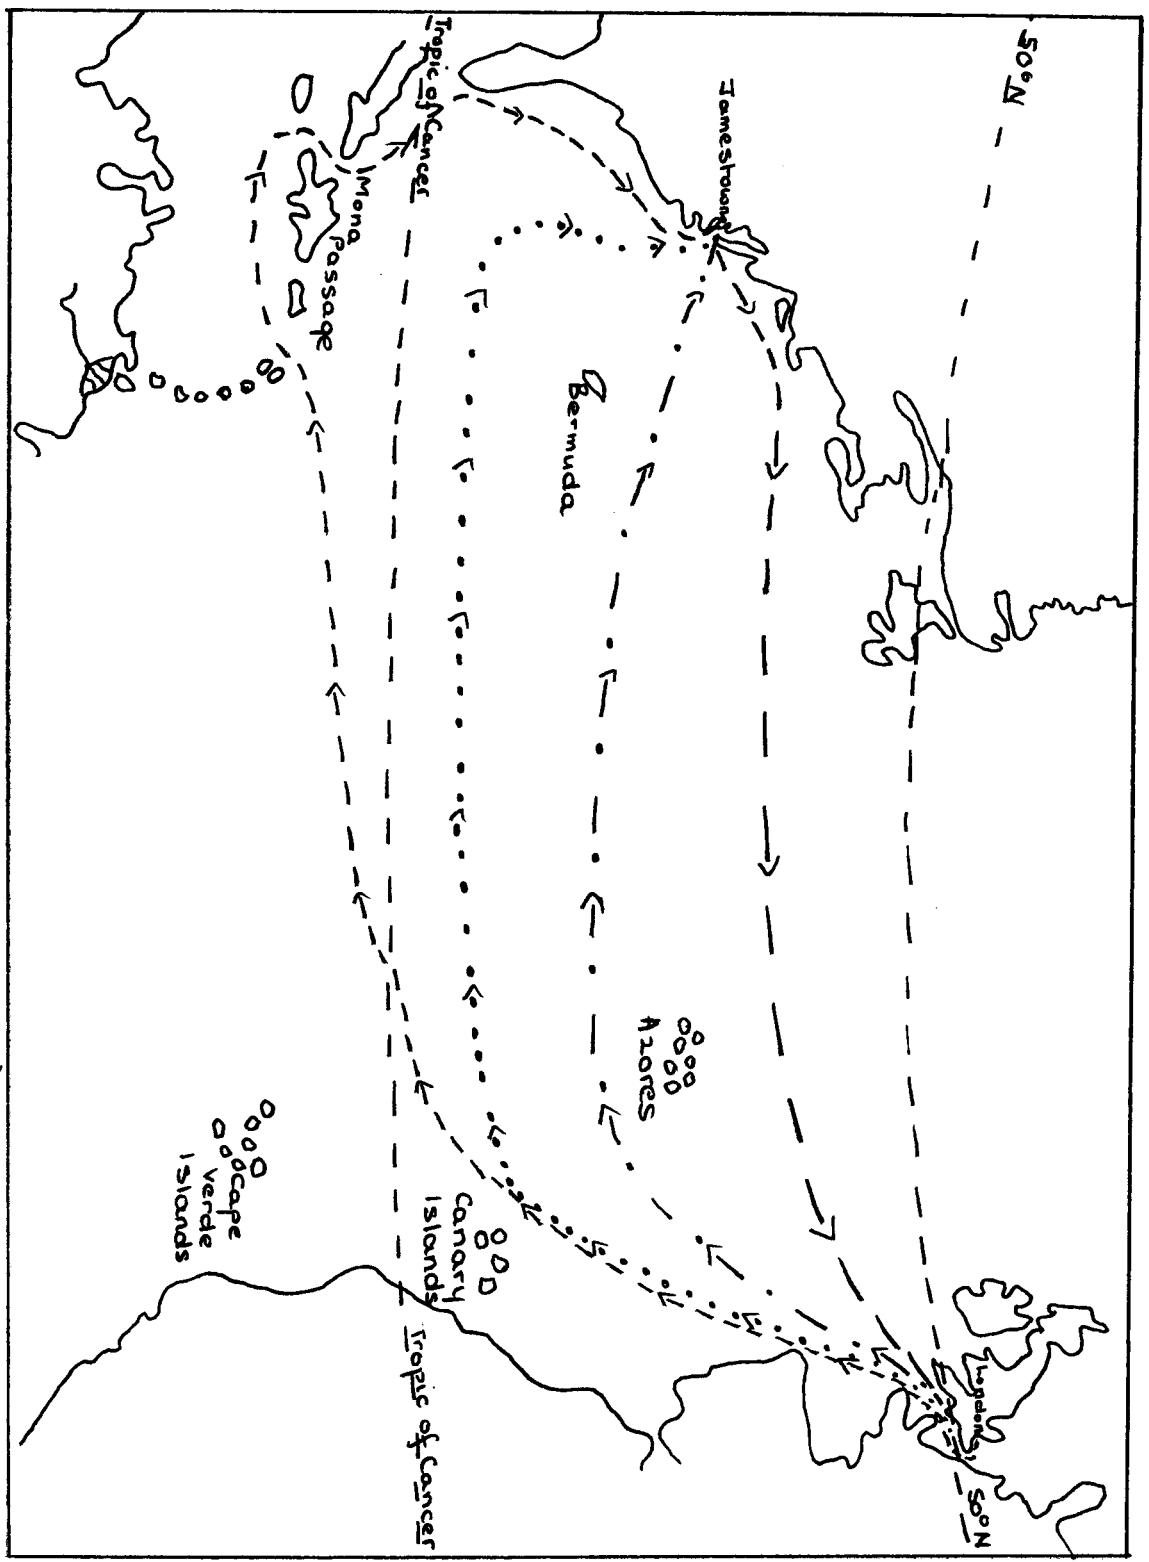 50°N
50°N
London
Jamestown
Azores
Bermuda
Canary
Islands
Tropic of Cancer
Tropic of Cancer
Mona Passage
Cape
Verde
Islands